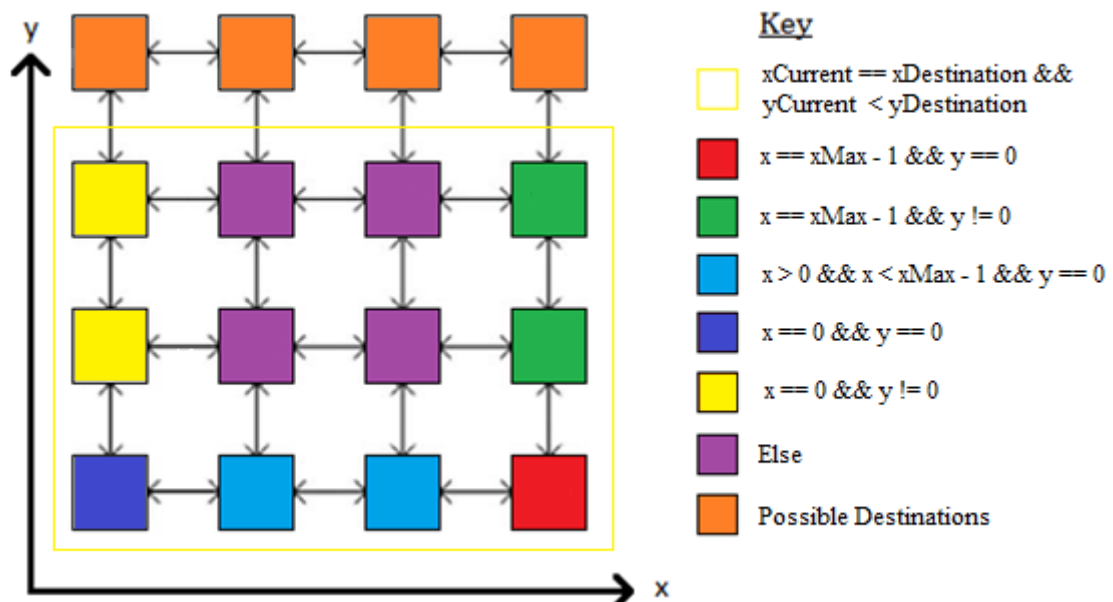 y
Key
xCurrent == xDestination &&
yCurrent < yDestination
x == xMax - 1 && y == 0
x == xMax - 1 && y != 0
x > 0 && x < xMax - 1 && y == 0
x == 0 && y == 0
x == 0 && y != 0
Else
Possible Destinations
x